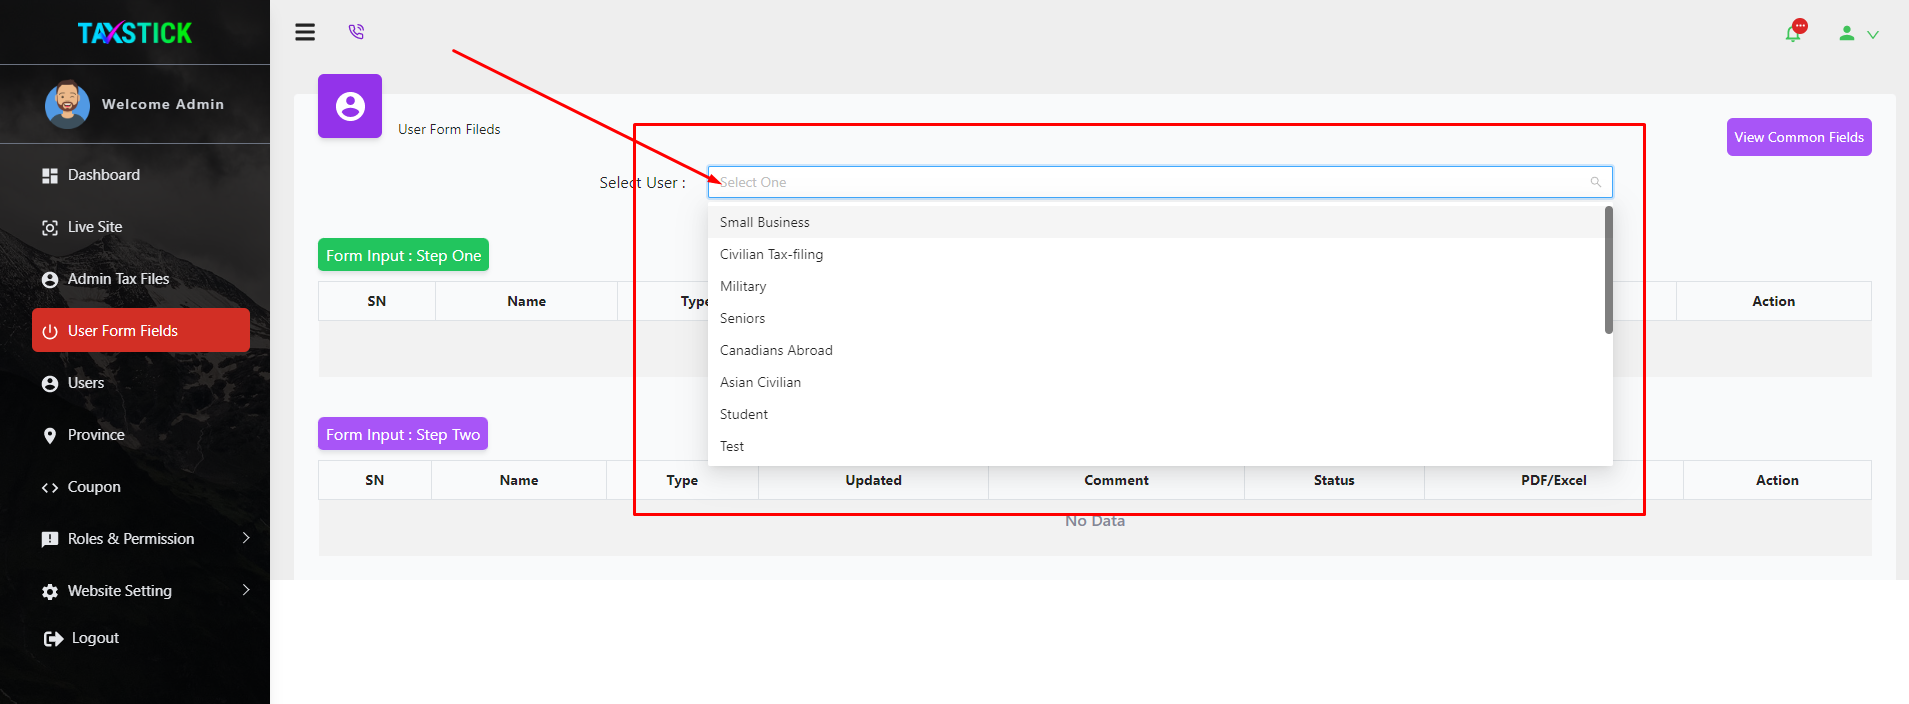 TAXSTICK
Welcome Admin
Dashboard
Live Site
Admin Tax Files
User Form Fields
Users
Province
Coupon
Roles & Permission
Website Setting
Logout
User Form Fileds
View Common Fields
Select User :
Select One
Small Business
Civilian Tax-filing
Military
Seniors
Canadians Abroad
Asian Civilian
Student
Test
Form Input : Step One
SN Name Type Action
Form Input : Step Two
SN Name Type Updated Comment Status PDF/Excel Action
No Data